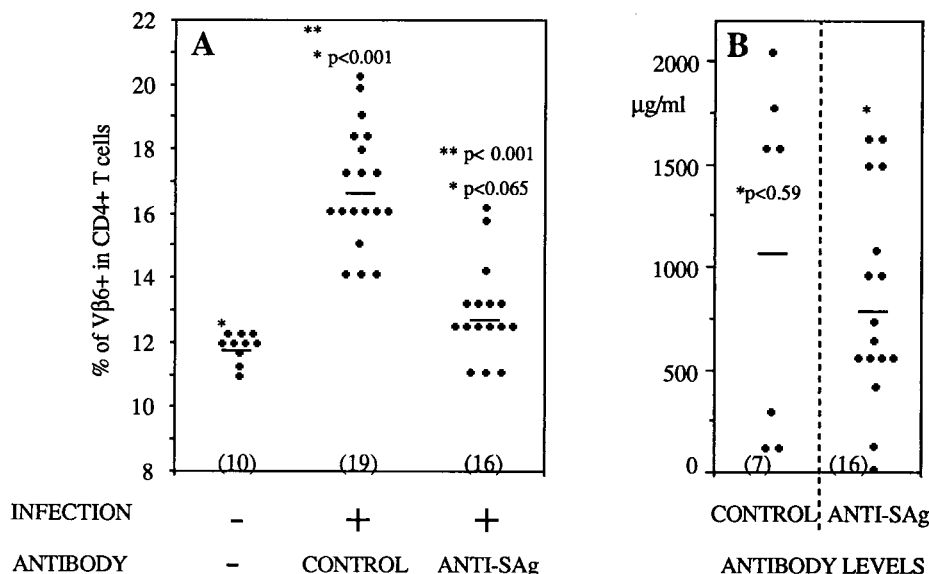 A
B
% of Vβ6+ in CD4+ T cells
22
20
18
16
14
12
10
8
**
* p<0.001
** p< 0.001
* p<0.065
*
(10)
(19)
(16)
INFECTION - + +
ANTIBODY - CONTROL ANTI-SAg
µg/ml
2000
1500
1000
500
0
*p<0.59
*
(7)
(16)
CONTROL ANTI-SAg
ANTIBODY LEVELS